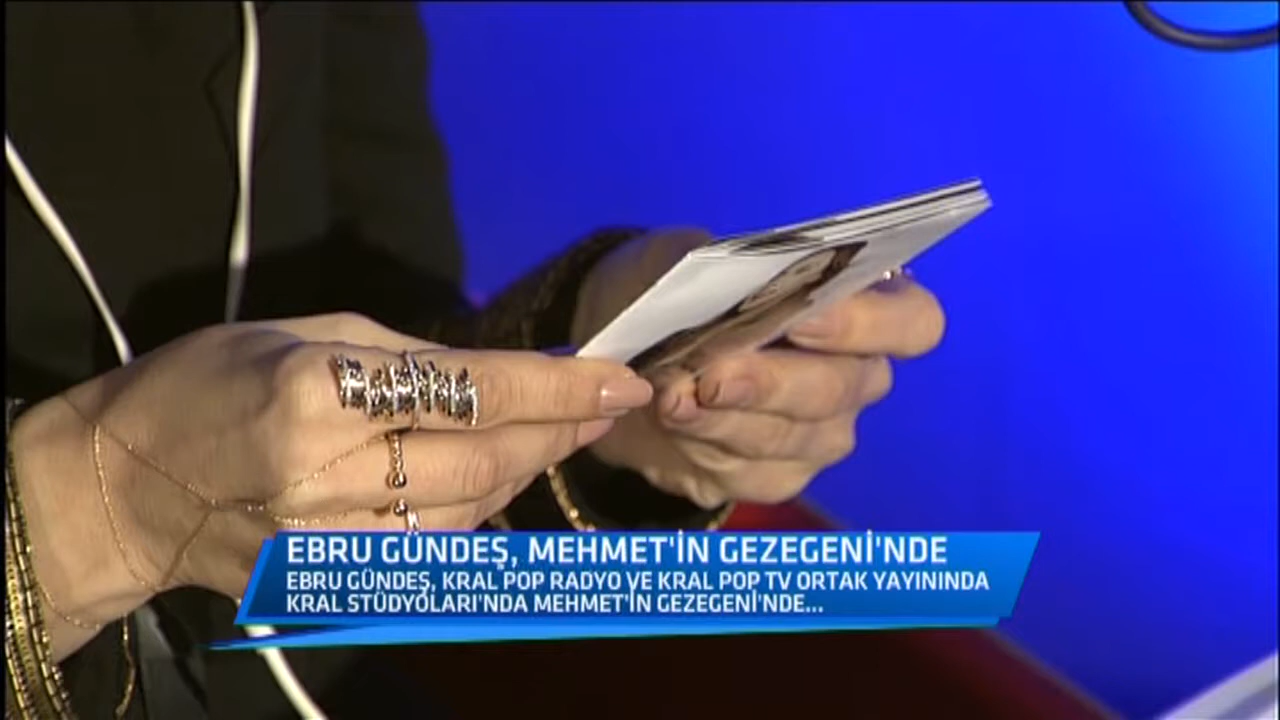 EBRU GÜNDEŞ, MEHMET'İN GEZEGENİ'NDE
EBRU GÜNDEŞ, KRAL POP RADYO VE KRAL POP TV ORTAK YAYININDA
KRAL STÜDYOLARI'NDA MEHMET'İN GEZEGENİ'NDE...